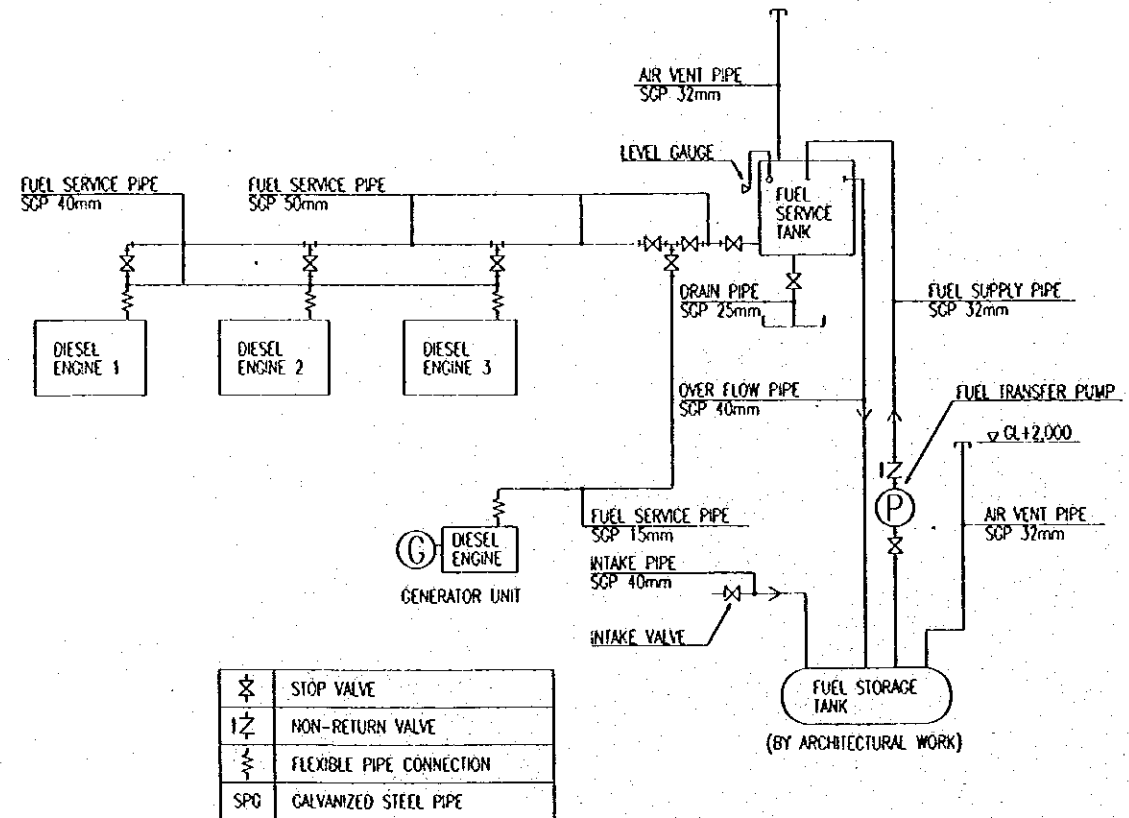 AIR VENT PIPE
SGP 32mm
LEVEL GAUGE
FUEL SERVICE PIPE
SGP 40mm
FUEL SERVICE PIPE
SGP 50mm
FUEL
SERVICE
TANK
DRAIN PIPE
SGP 25mm
FUEL SUPPLY PIPE
SGP 32mm
DIESEL
ENGINE 1
DIESEL
ENGINE 2
DIESEL
ENGINE 3
OVER FLOW PIPE
SGP 40mm
FUEL TRANSFER PUMP
GL+2,000
P
AIR VENT PIPE
SGP 32mm
FUEL SERVICE PIPE
SGP 15mm
G
DIESEL
ENGINE
GENERATOR UNIT
INTAKE PIPE
SGP 40mm
INTAKE VALVE
FUEL STORAGE
TANK
(BY ARCHITECTURAL WORK)
STOP VALVE
NON-RETURN VALVE
FLEXIBLE PIPE CONNECTION
SPG GALVANIZED STEEL PIPE